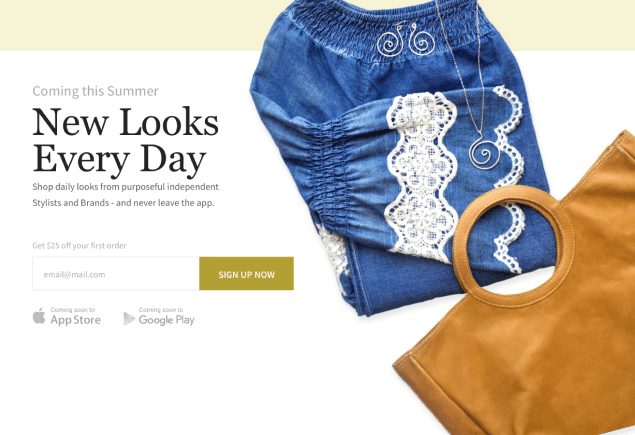 Coming this Summer
New Looks
Every Day
Shop daily looks from purposeful independent
Stylists and Brands - and never leave the app.
Get $25 off your first order
email@mail.com
SIGN UP NOW
Coming soon to
App Store
Coming soon to
Google Play